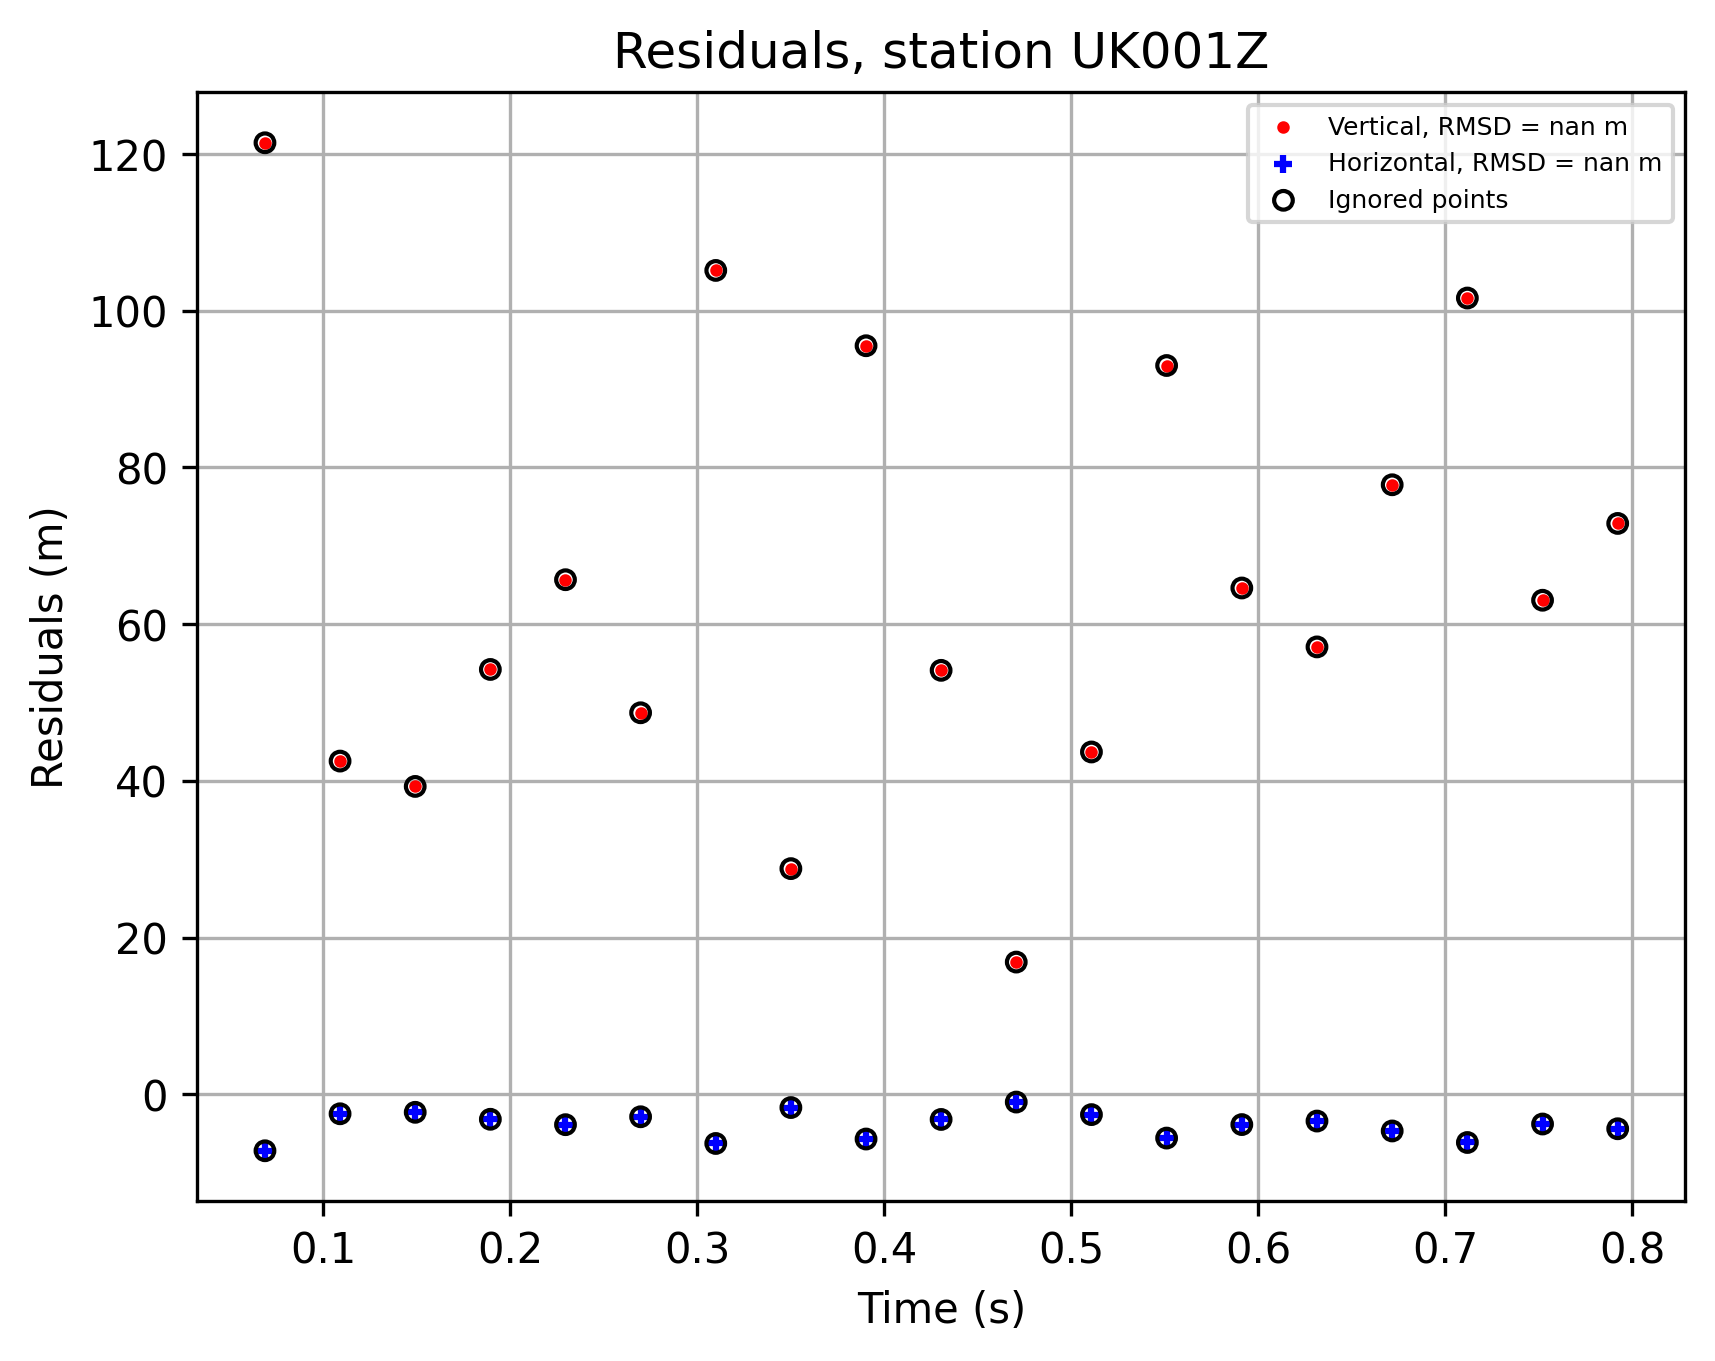 Residuals, station UK001Z
Vertical, RMSD = nan m
Horizontal, RMSD = nan m
Ignored points
120
100
80
60
40
20
0
Residuals (m)
0.1 0.2 0.3 0.4 0.5 0.6 0.7 0.8
Time (s)